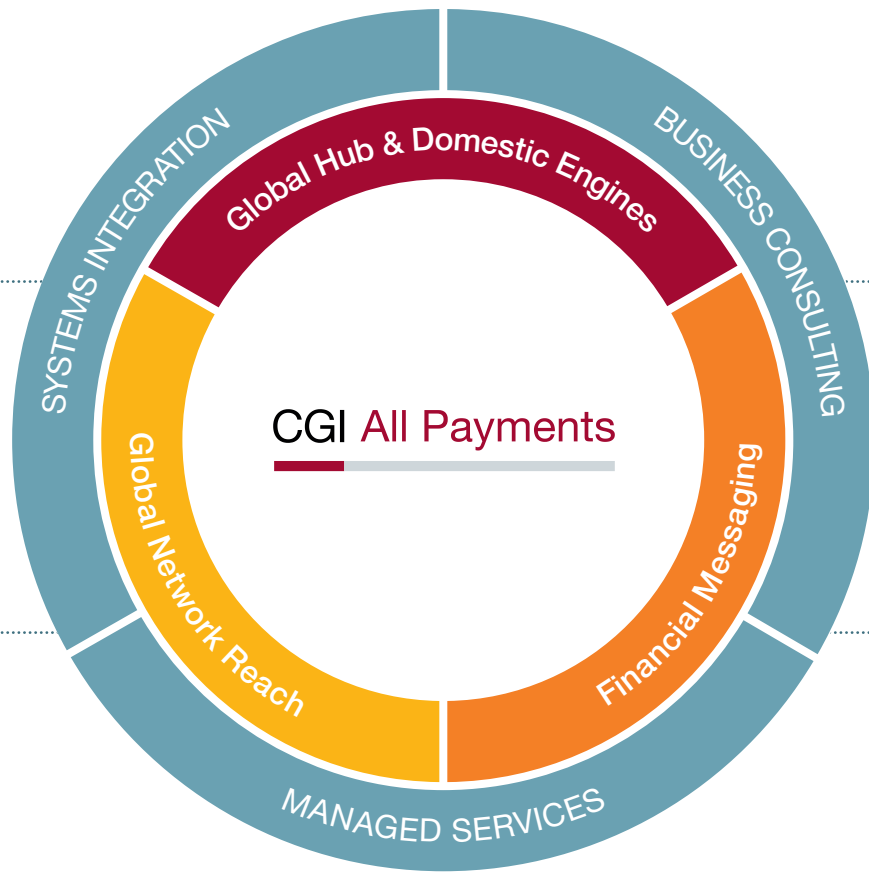 SYSTEMS INTEGRATION
BUSINESS CONSULTING
Global Hub & Domestic Engines
CGI All Payments
Global Network Reach
Financial Messaging
MANAGED SERVICES